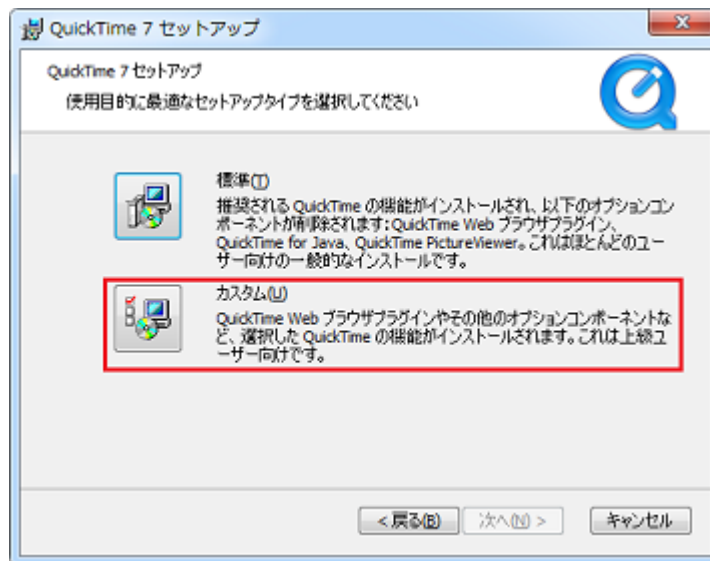 QuickTime 7 セットアップ
QuickTime 7 セットアップ
使用目的に最適なセットアップタイプを選択してください
標準(T)
推奨される QuickTime の機能がインストールされ、以下のオプションコン
ポーネントが削除されます: QuickTime Web ブラウザプラグイン、
QuickTime for Java、QuickTime PictureViewer。これはほとんどのユー
ザー向けの一般的なインストールです。
カスタム(U)
QuickTime Web ブラウザプラグインやその他のオプションコンポーネントな
ど、選択した QuickTime の機能がインストールされます。これは上級ユ
ーザー向けです。
< 戻る(B) 次へ(N) > キャンセル